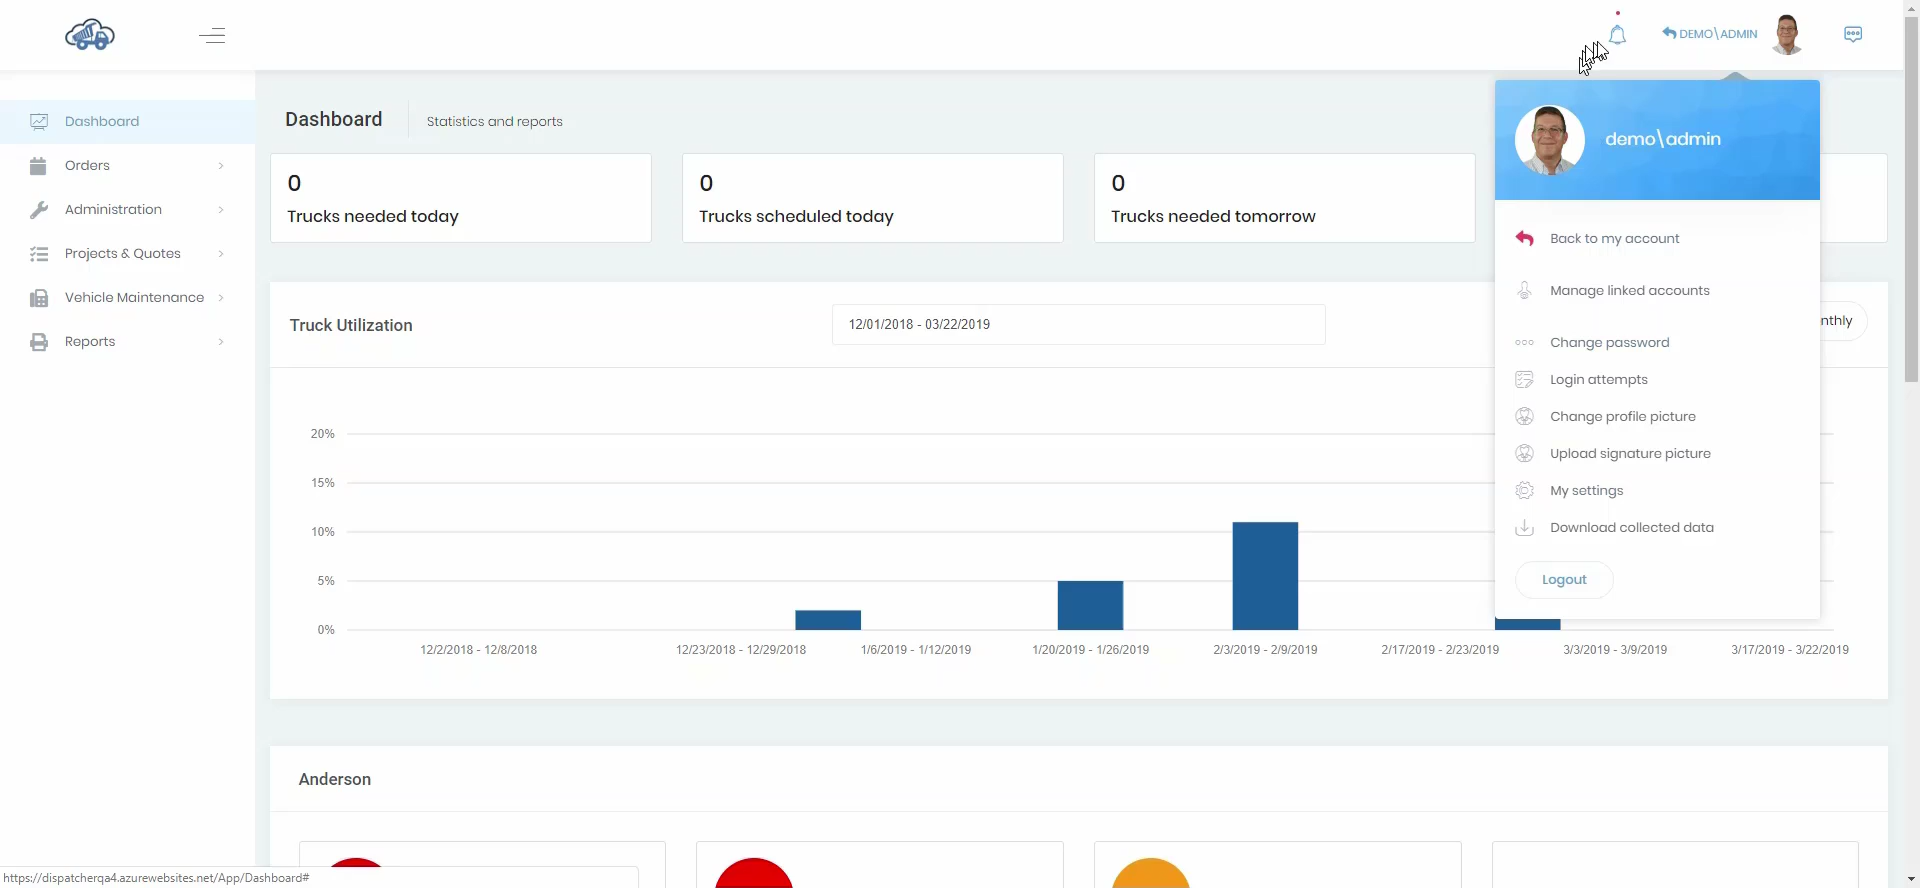 DEMO\ADMIN
Dashboard
Orders
Administration
Projects & Quotes
Vehicle Maintenance
Reports
Dashboard
Statistics and reports
0
Trucks needed today
0
Trucks scheduled today
0
Trucks needed tomorrow
demo\admin
Back to my account
Manage linked accounts
Change password
Login attempts
Change profile picture
Upload signature picture
My settings
Download collected data
Logout
Truck Utilization
12/01/2018 - 03/22/2019
nthly
20%
15%
10%
5%
0%
12/2/2018 - 12/8/2018
12/23/2018 - 12/29/2018
1/6/2019 - 1/12/2019
1/20/2019 - 1/26/2019
2/3/2019 - 2/9/2019
2/17/2019 - 2/23/2019
3/3/2019 - 3/9/2019
3/17/2019 - 3/22/2019
Anderson
https://dispatcherqa4.azurewebsites.net/App/Dashboard#